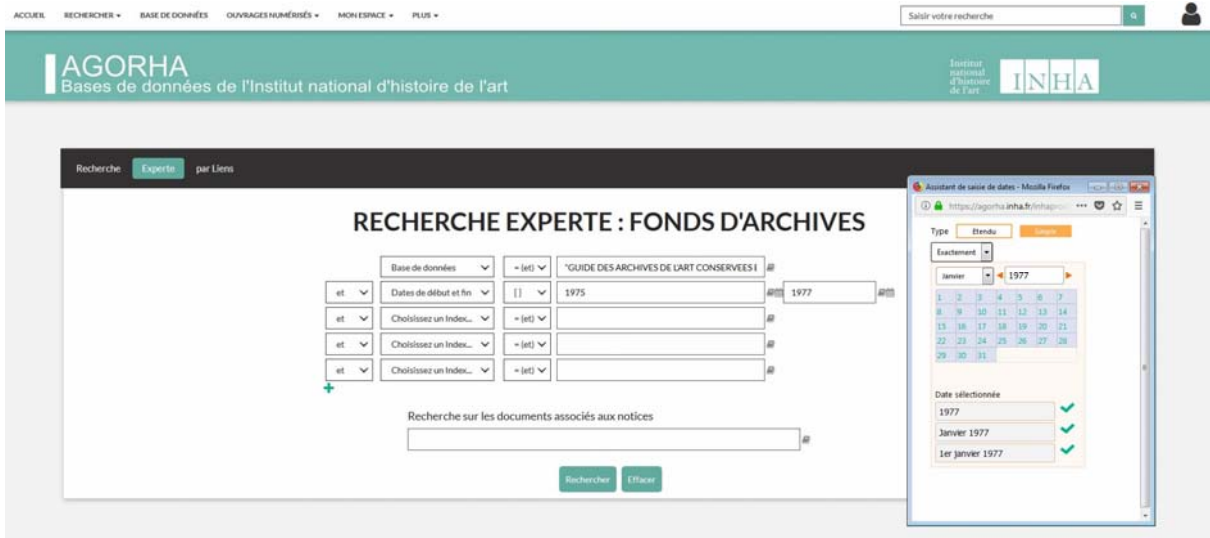 ACCUEIL RECHERCHER BASE DE DONNÉES OUVRAGES NUMÉRISÉS MON ESPACE PLUS Saisir votre recherche
AGORHA
Bases de données de l'Institut national d'histoire de l'art
Institut
national
d'histoire
de l'art
INHA
Recherche Experte par Liens
RECHERCHE EXPERTE : FONDS D'ARCHIVES
Base de données = (et) "GUIDE DES ARCHIVES DE L'ART CONSERVEES
et Dates de début et fin [ ] 1975 1977
et Choisissez un Index... = (et)
et Choisissez un Index... = (et)
et Choisissez un Index... = (et)
+
Recherche sur les documents associés aux notices
Rechercher Effacer
Assistant de saisie de dates - Mozilla Firefox
https://agorha.inha.fr/inhaprod
Type Etendu Simple
Exactement
Janvier 1977
1 2 3 4 5 6 7
8 9 10 11 12 13 14
15 16 17 18 19 20 21
22 23 24 25 26 27 28
29 30 31
Date sélectionnée
1977
Janvier 1977
1er janvier 1977